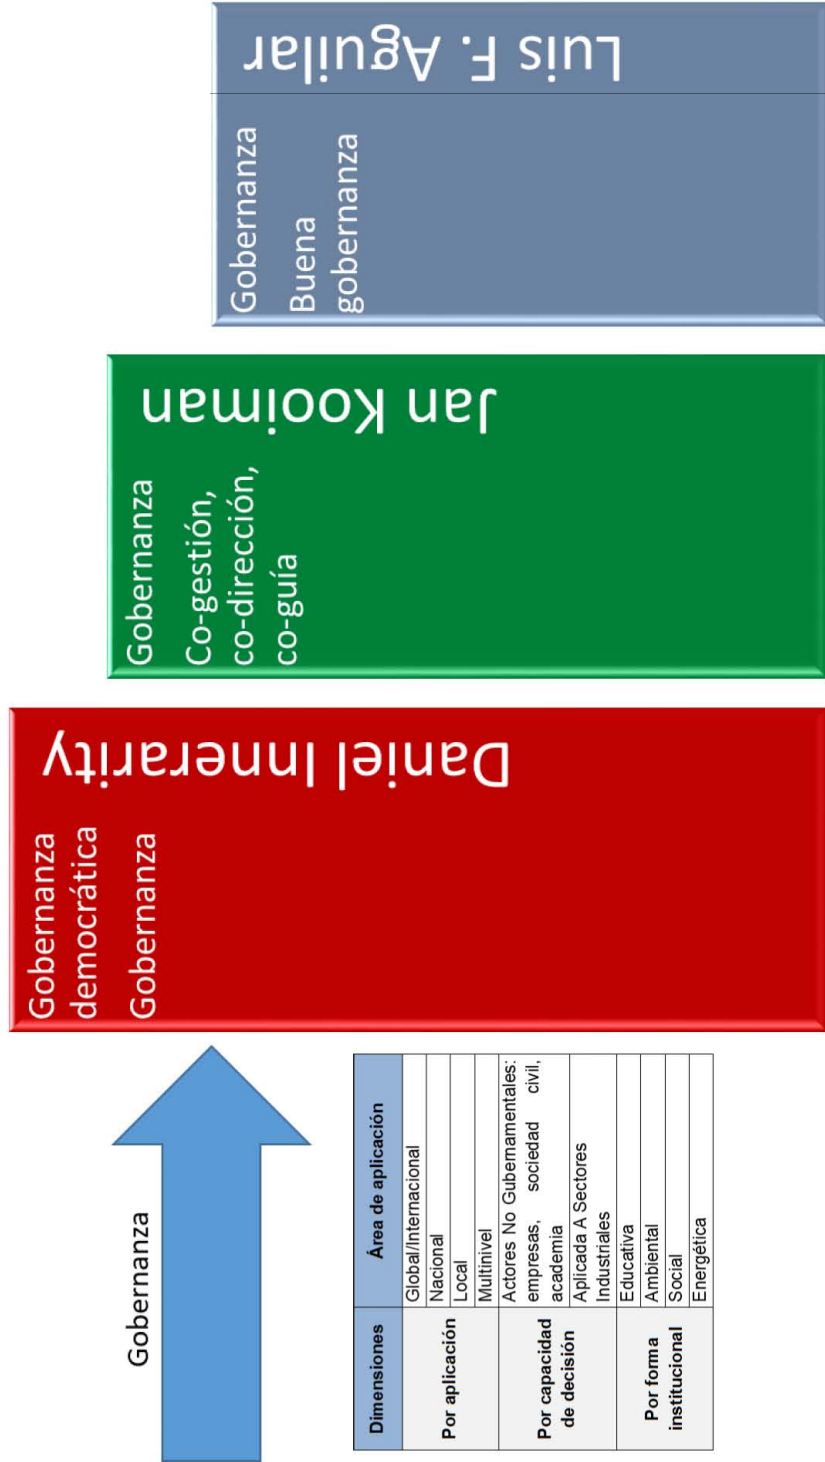 Gobernanza
Dimensiones
Área de aplicación
Por aplicación
Global/Internacional
Nacional
Local
Multinivel
Por capacidad
de decisión
Actores No Gubernamentales:
empresas, sociedad civil,
academia
Aplicada A Sectores
Industriales
Por forma
institucional
Educativa
Ambiental
Social
Energética
Daniel Innerarity
Gobernanza
democrática
Gobernanza
Jan Kooiman
Gobernanza
Co-gestión,
co-dirección,
co-guía
Luis F. Aguilar
Gobernanza
Buena
gobernanza